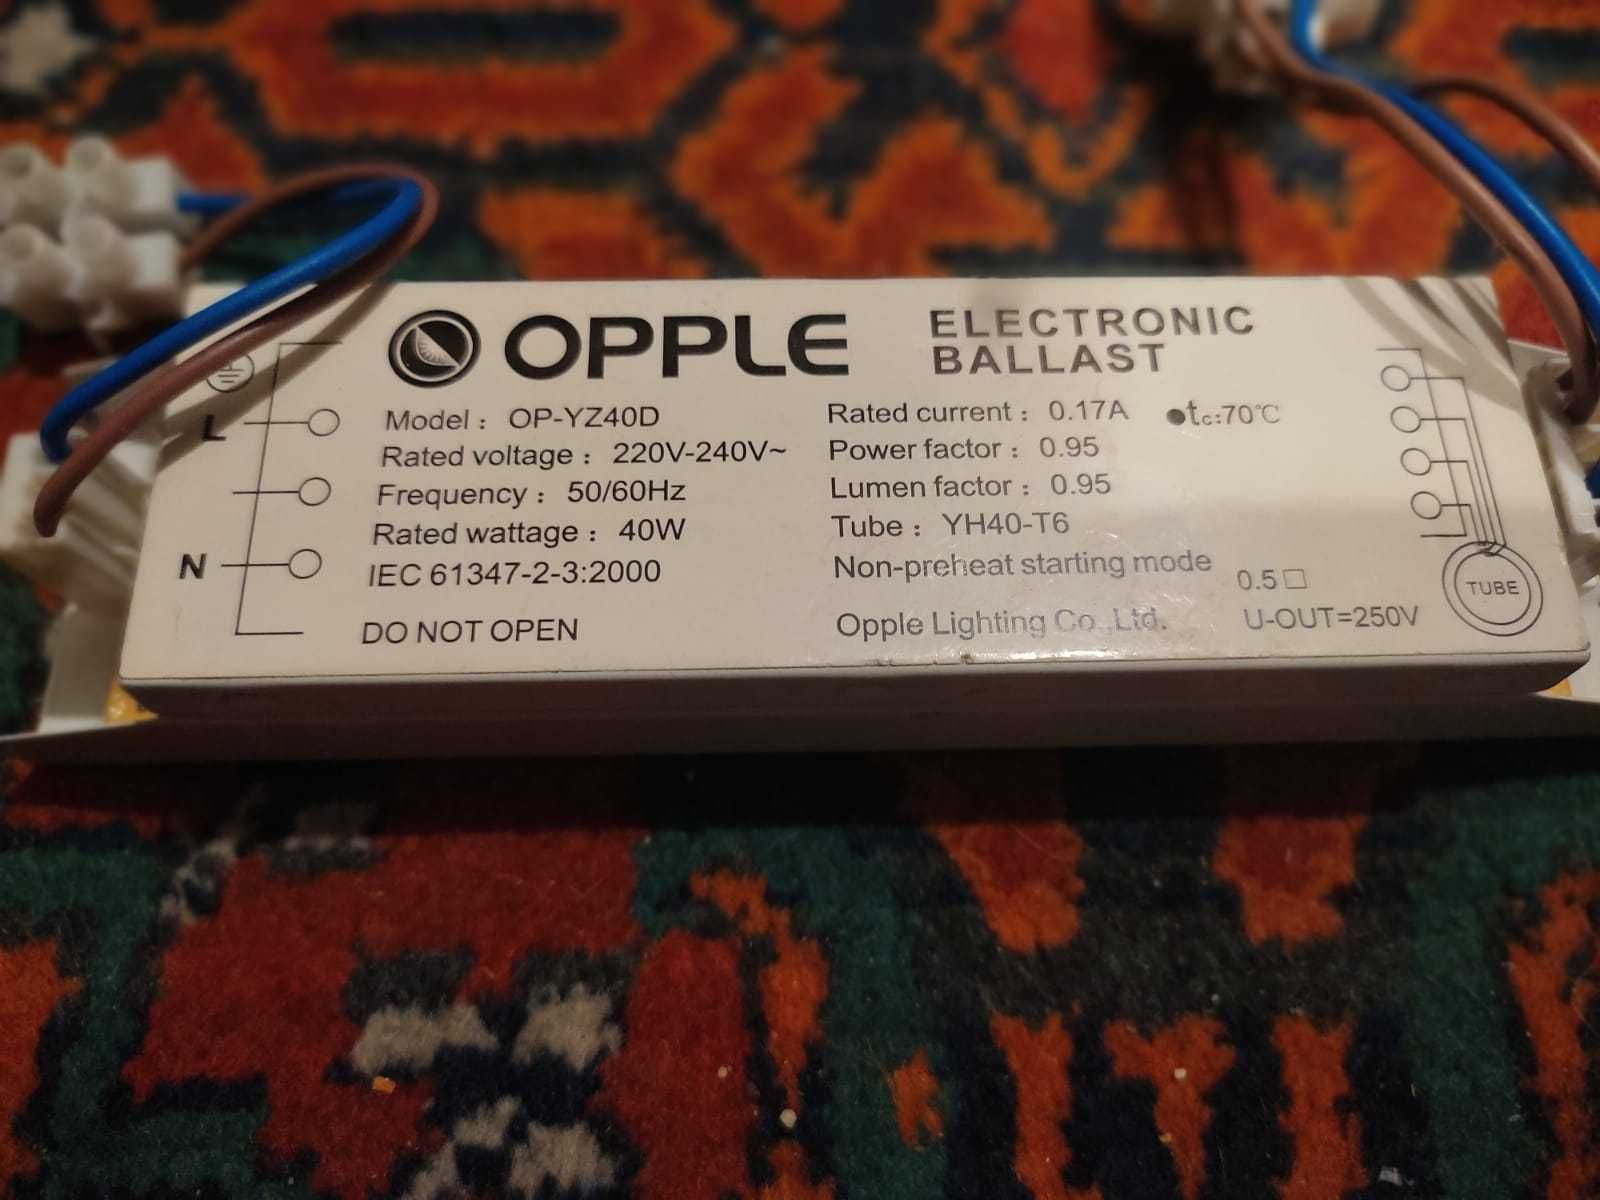 OPPLE
ELECTRONIC
BALLAST
Model： OP-YZ40D
Rated voltage： 220V-240V~
Frequency： 50/60Hz
Rated wattage： 40W
IEC 61347-2-3:2000
DO NOT OPEN
Rated current： 0.17A ●tc:70℃
Power factor： 0.95
Lumen factor： 0.95
Tube： YH40-T6
Non-preheat starting mode
Opple Lighting Co.,Ltd.
0.5□
U-OUT=250V
L
N
TUBE